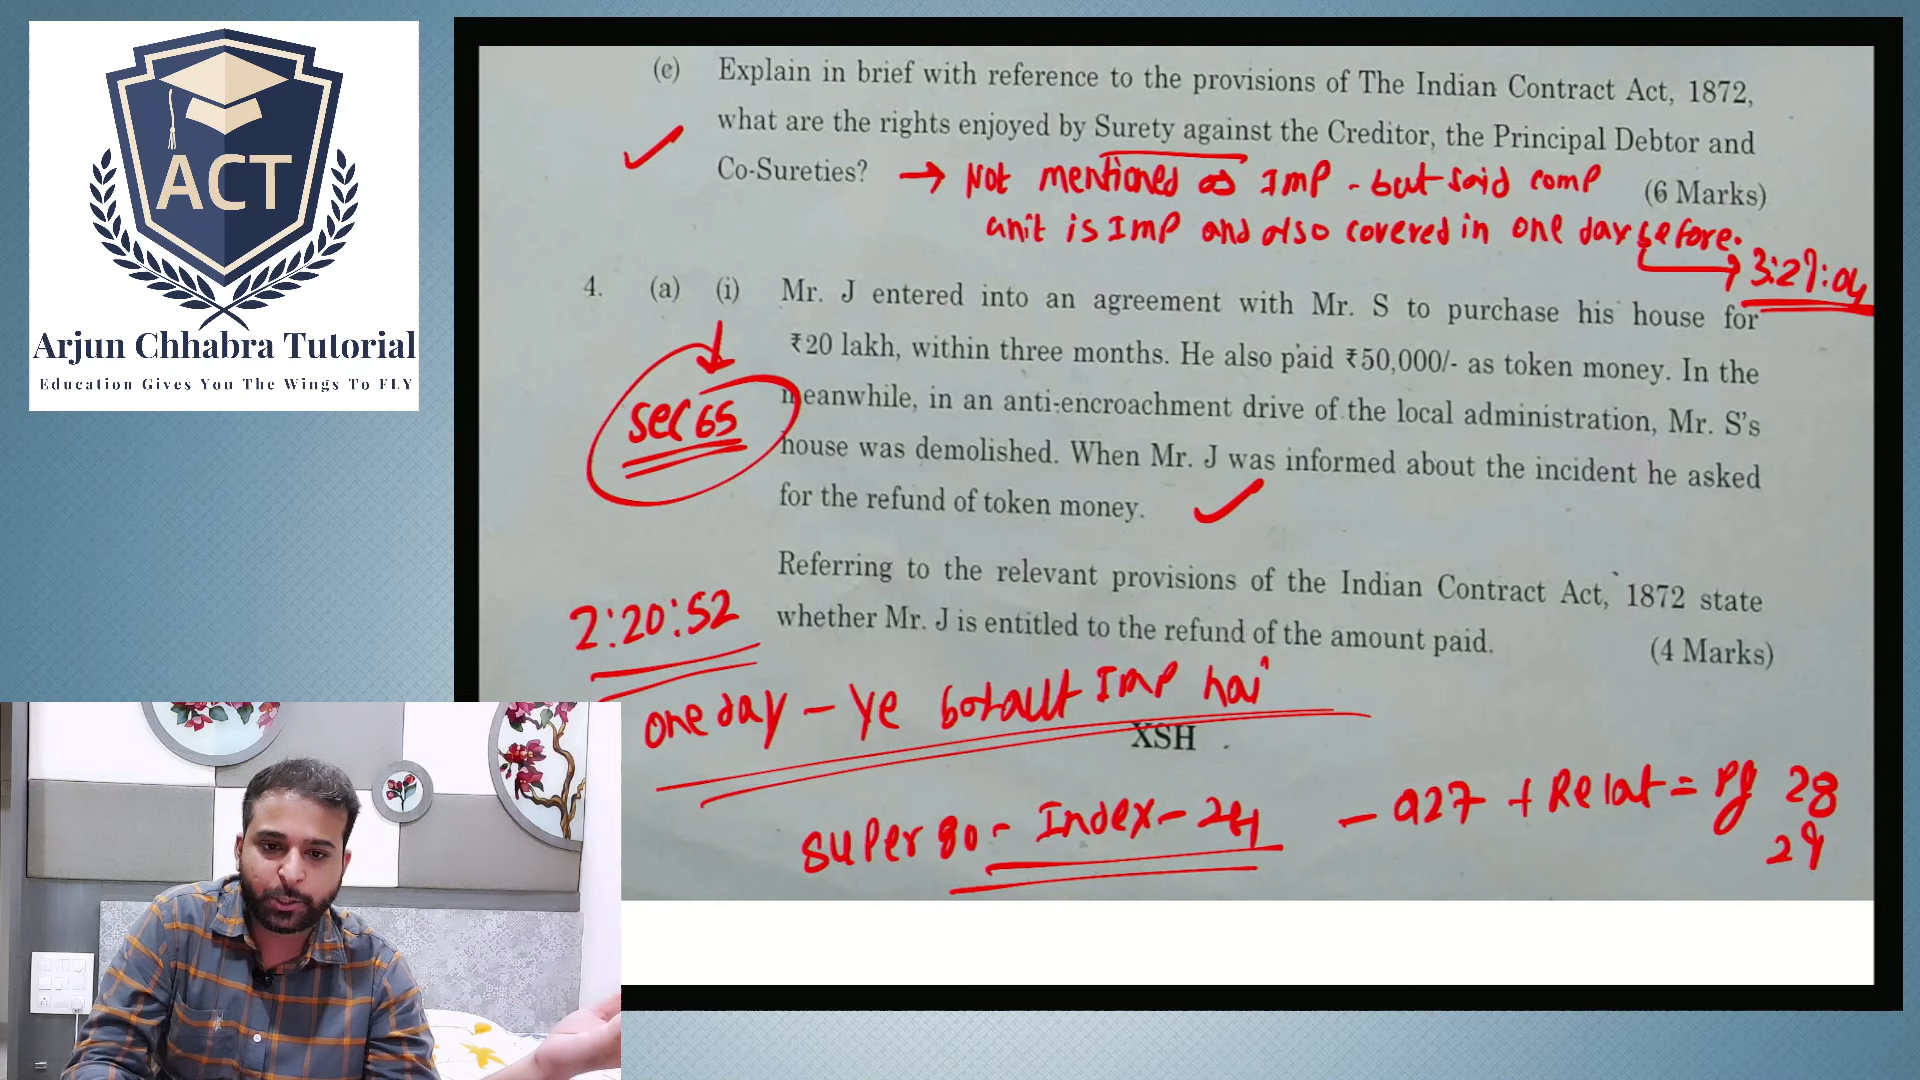 ACT
Arjun Chhabra Tutorial
Education Gives You The Wings To FLY
(c) Explain in brief with reference to the provisions of The Indian Contract Act, 1872,
what are the rights enjoyed by Surety against the Creditor, the Principal Debtor and
Co-Sureties?
→ Not mentioned as Imp - but said comp
(6 Marks)
unit is Imp and also covered in one day before.
3:27:04
4. (a) (i) Mr. J entered into an agreement with Mr. S to purchase his house for
₹20 lakh, within three months. He also paid ₹50,000/- as token money. In the
meanwhile, in an anti-encroachment drive of the local administration, Mr. S's
house was demolished. When Mr. J was informed about the incident he asked
for the refund of token money.
sec 65
Referring to the relevant provisions of the Indian Contract Act, 1872 state
whether Mr. J is entitled to the refund of the amount paid.
(4 Marks)
2:20:52
one day - ye Imp hai
XSH
super 80 - Index - 24 - Q27 + Relat = Pg 28
29